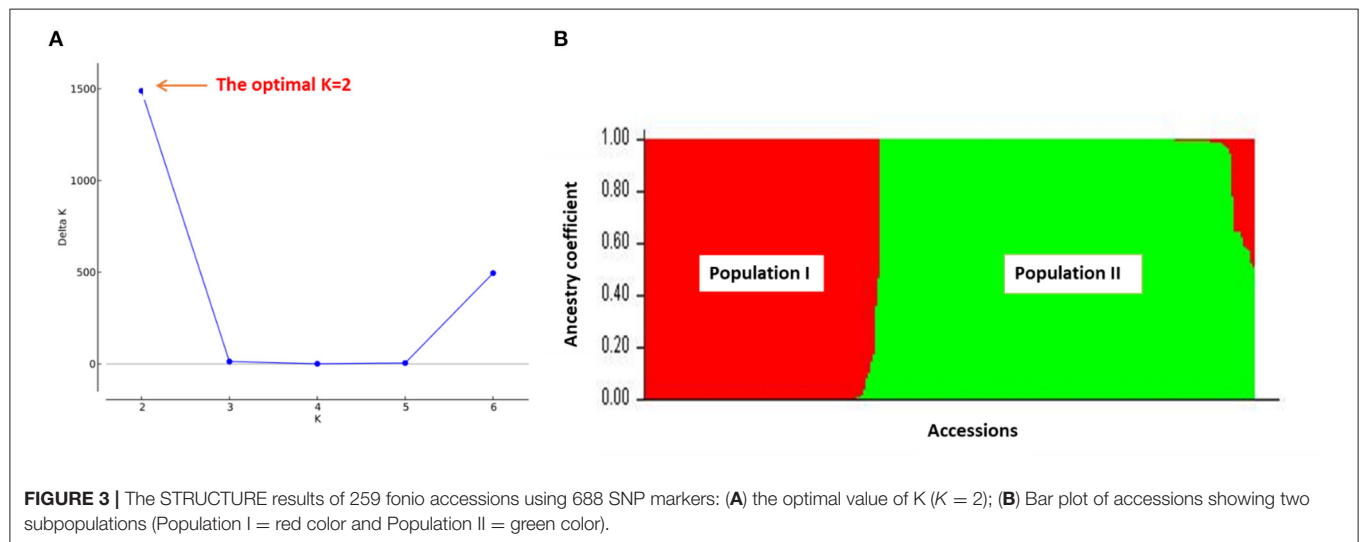 A
The optimal K=2
1500
1000
500
0
Delta K
2 3 4 5 6
K
B
1.00
0.80
0.60
0.40
0.20
0.00
Ancestry coefficient
Population I
Population II
Accessions
FIGURE 3 | The STRUCTURE results of 259 fonio accessions using 688 SNP markers: (A) the optimal value of K (K = 2); (B) Bar plot of accessions showing two
subpopulations (Population I = red color and Population II = green color).